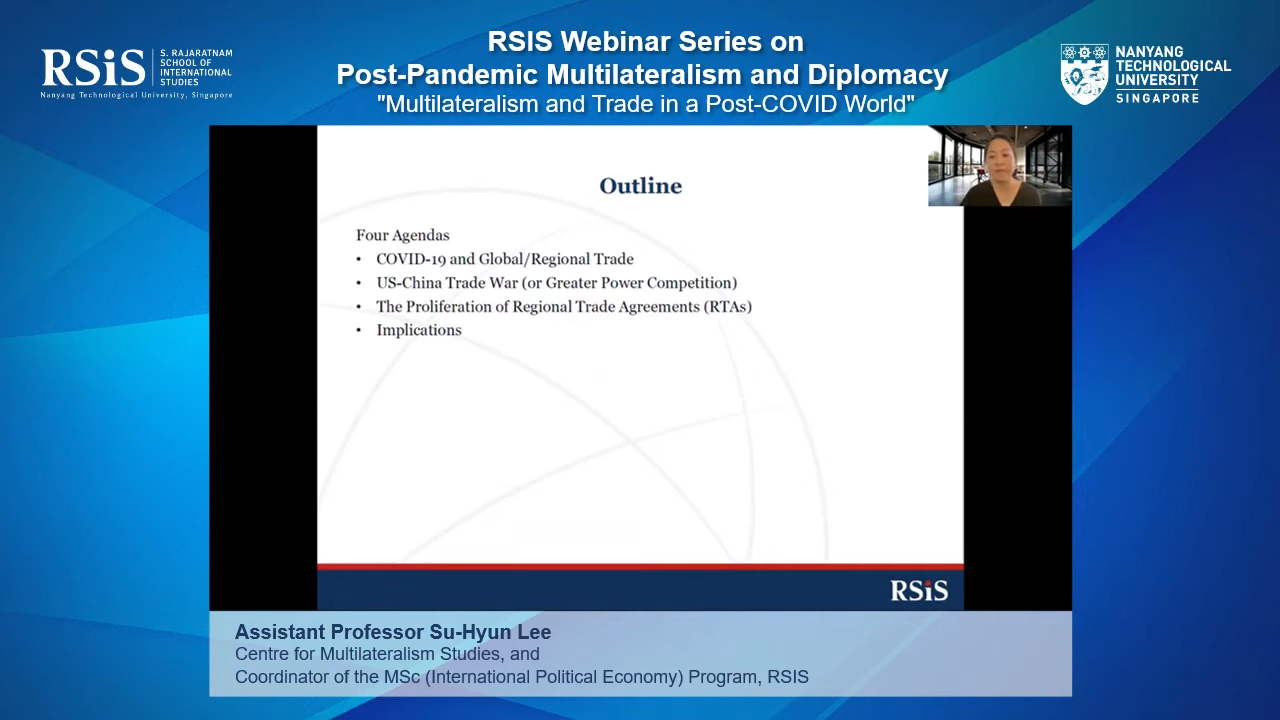 RSiS
S. RAJARATNAM
SCHOOL OF
INTERNATIONAL
STUDIES
Nanyang Technological University, Singapore
RSIS Webinar Series on
Post-Pandemic Multilateralism and Diplomacy
"Multilateralism and Trade in a Post-COVID World"
NANYANG
TECHNOLOGICAL
UNIVERSITY
SINGAPORE
Outline
Four Agendas
• COVID-19 and Global/Regional Trade
• US-China Trade War (or Greater Power Competition)
• The Proliferation of Regional Trade Agreements (RTAs)
• Implications
RSiS
Assistant Professor Su-Hyun Lee
Centre for Multilateralism Studies, and
Coordinator of the MSc (International Political Economy) Program, RSIS